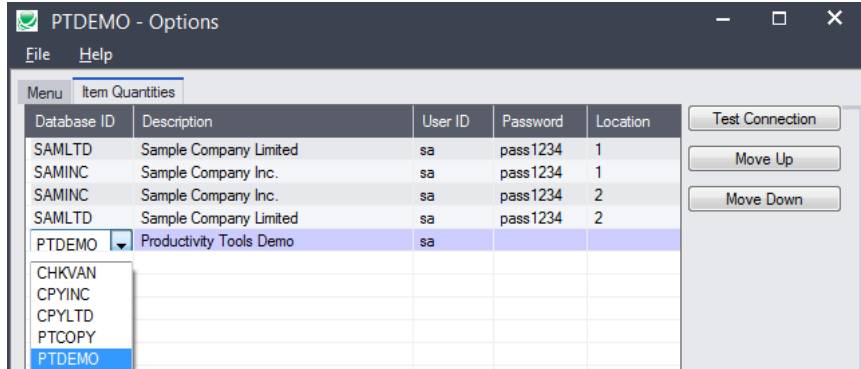 PTDEMO - Options
File Help
Menu Item Quantities
Database ID Description User ID Password Location
SAMLTD Sample Company Limited sa pass1234 1
SAMINC Sample Company Inc. sa pass1234 1
SAMINC Sample Company Inc. sa pass1234 2
SAMLTD Sample Company Limited sa pass1234 2
PTDEMO Productivity Tools Demo sa
CHKVAN
CPYINC
CPYLTD
PTCOPY
PTDEMO
Test Connection
Move Up
Move Down